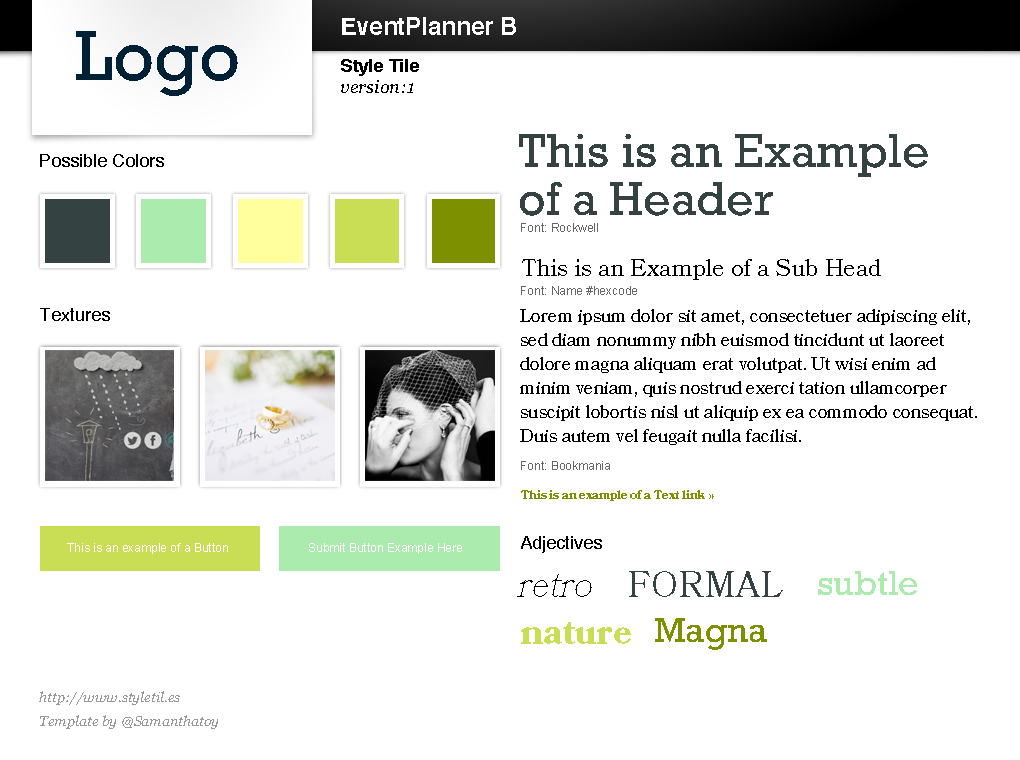 Logo
EventPlanner B
Style Tile
version:1
Possible Colors
Textures
Both
This is an example of a Button
Submit Button Example Here
This is an Example
of a Header
Font: Rockwell
This is an Example of a Sub Head
Font: Name #hexcode
Lorem ipsum dolor sit amet, consectetuer adipiscing elit,
sed diam nonummy nibh euismod tincidunt ut laoreet
dolore magna aliquam erat volutpat. Ut wisi enim ad
minim veniam, quis nostrud exerci tation ullamcorper
suscipit lobortis nisl ut aliquip ex ea commodo consequat.
Duis autem vel feugait nulla facilisi.
Font: Bookmania
This is an example of a Text link »
Adjectives
retro FORMAL subtle
nature Magna
http://www.styletil.es
Template by @Samanthatoy